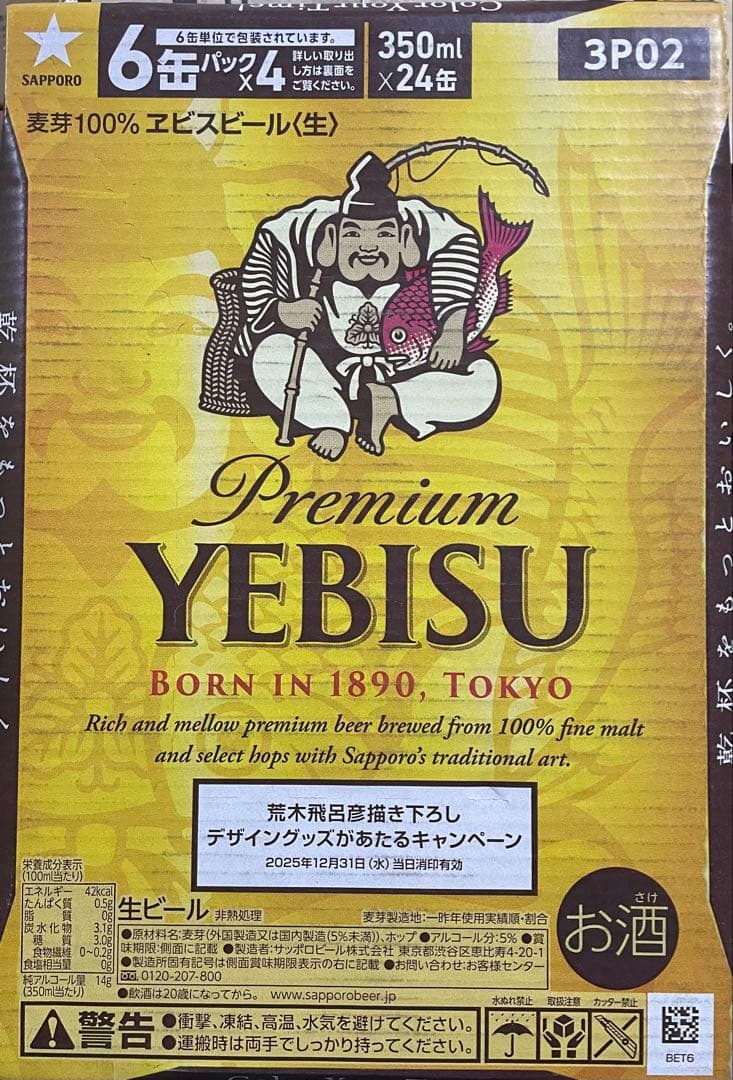 Color Your Time!
SAPPORO
6缶パック×4
6缶単位で包装されています。
詳しい取り出
し方は裏面を
ご覧ください。
350ml
×24缶
3P02
麦芽100% ヱビスビール〈生〉
Premium
YEBISU
BORN IN 1890, TOKYO
Rich and mellow premium beer brewed from 100% fine malt
and select hops with Sapporo's traditional art.
荒木飛呂彦描き下ろし
デザイングッズがあたるキャンペーン
2025年12月31日(水)当日消印有効
栄養成分表示
(100ml当たり)
エネルギー 42kcal
たんぱく質 0.5g
脂質 0g
炭水化物 3.1g
糖質 3.0g
食物繊維 0~0.2g
食塩相当量 0g
純アルコール量 14g
(350ml当たり)
生ビール 非熱処理
麦芽製造地:一昨年使用実績順・割合
●原材料名:麦芽(外国製造又は国内製造(5%未満))、ホップ ●アルコール分:5% ●賞
味期限:側面に記載 ●製造者:サッポロビール株式会社 東京都渋谷区恵比寿4-20-1
●製造所固有記号は側面賞味期限表示の右に記載 ●お問い合わせ:お客様センター
0120-207-800
●飲酒は20歳になってから。 www.sapporobeer.jp
さけ
お酒
警告
●衝撃、凍結、高温、水気を避けてください。
●運搬時は両手でしっかり持ってください。
水ぬれ禁止 取扱注意 カッター禁止
BET6
乾杯をもっとおいしく。
乾杯をもっとおいしく。